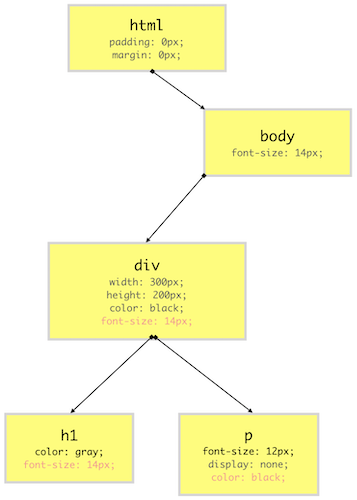 html
padding: 0px;
margin: 0px;
body
font-size: 14px;
div
width: 300px;
height: 200px;
color: black;
font-size: 14px;
h1
color: gray;
font-size: 14px;
p
font-size: 12px;
display: none;
color: black;